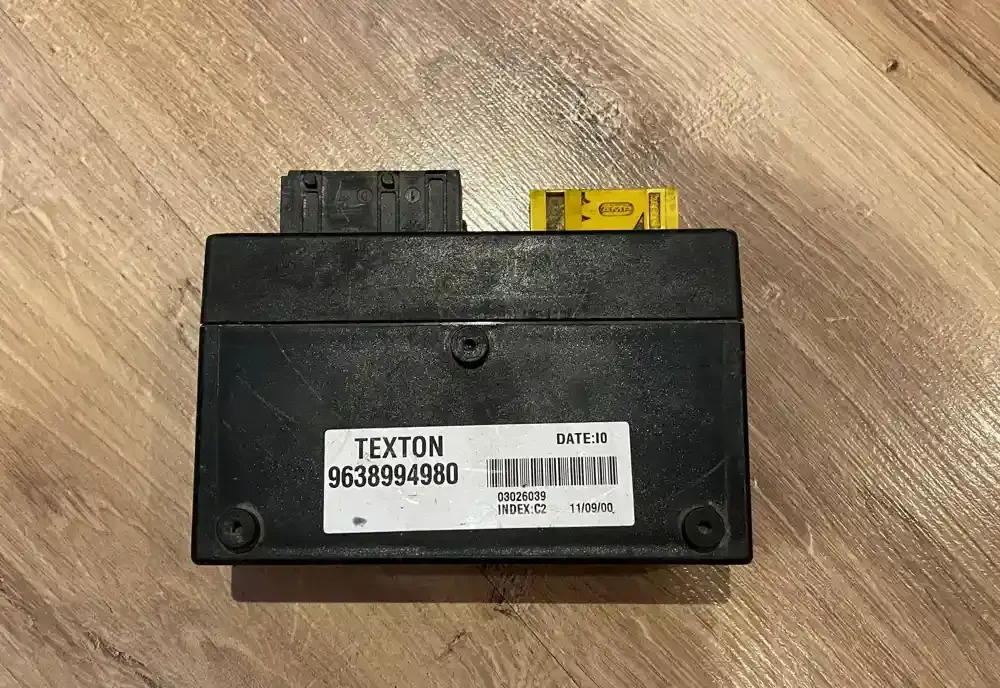 TEXTON
DATE:I0
9638994980
03026039
INDEX:C2 11/09/00